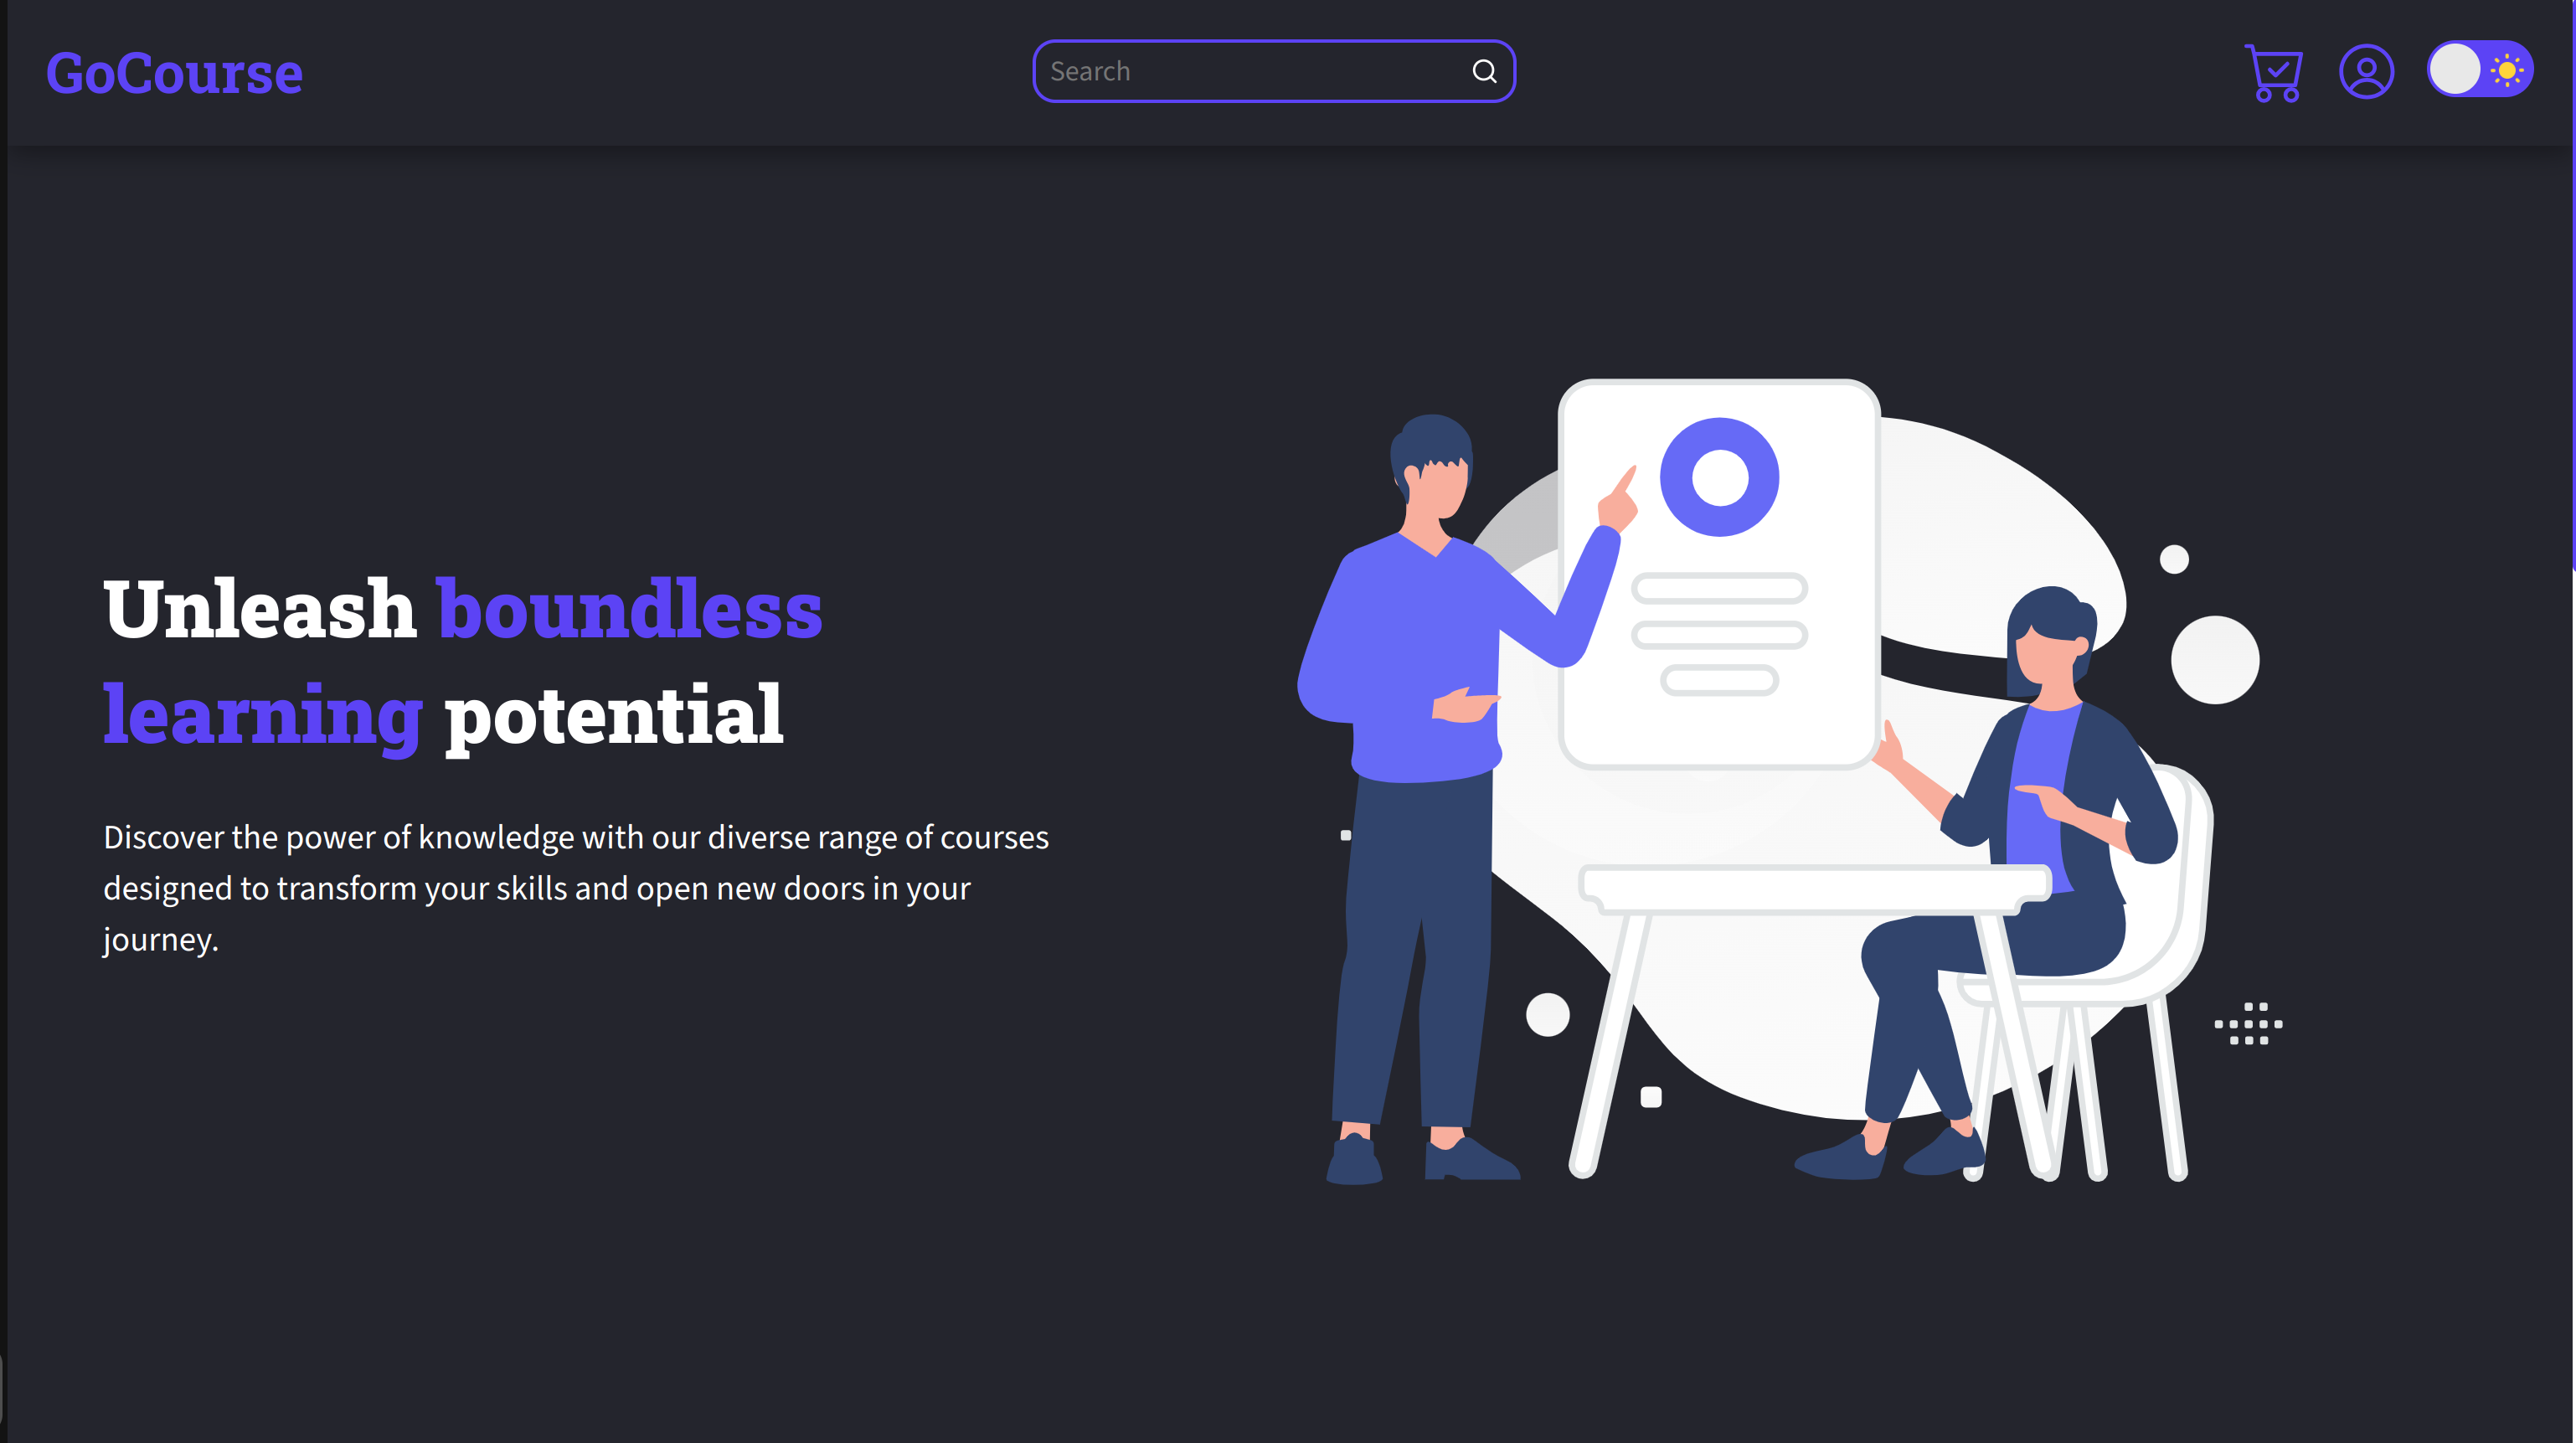 GoCourse
Search
Unleash boundless
learning potential
Discover the power of knowledge with our diverse range of courses
designed to transform your skills and open new doors in your
journey.